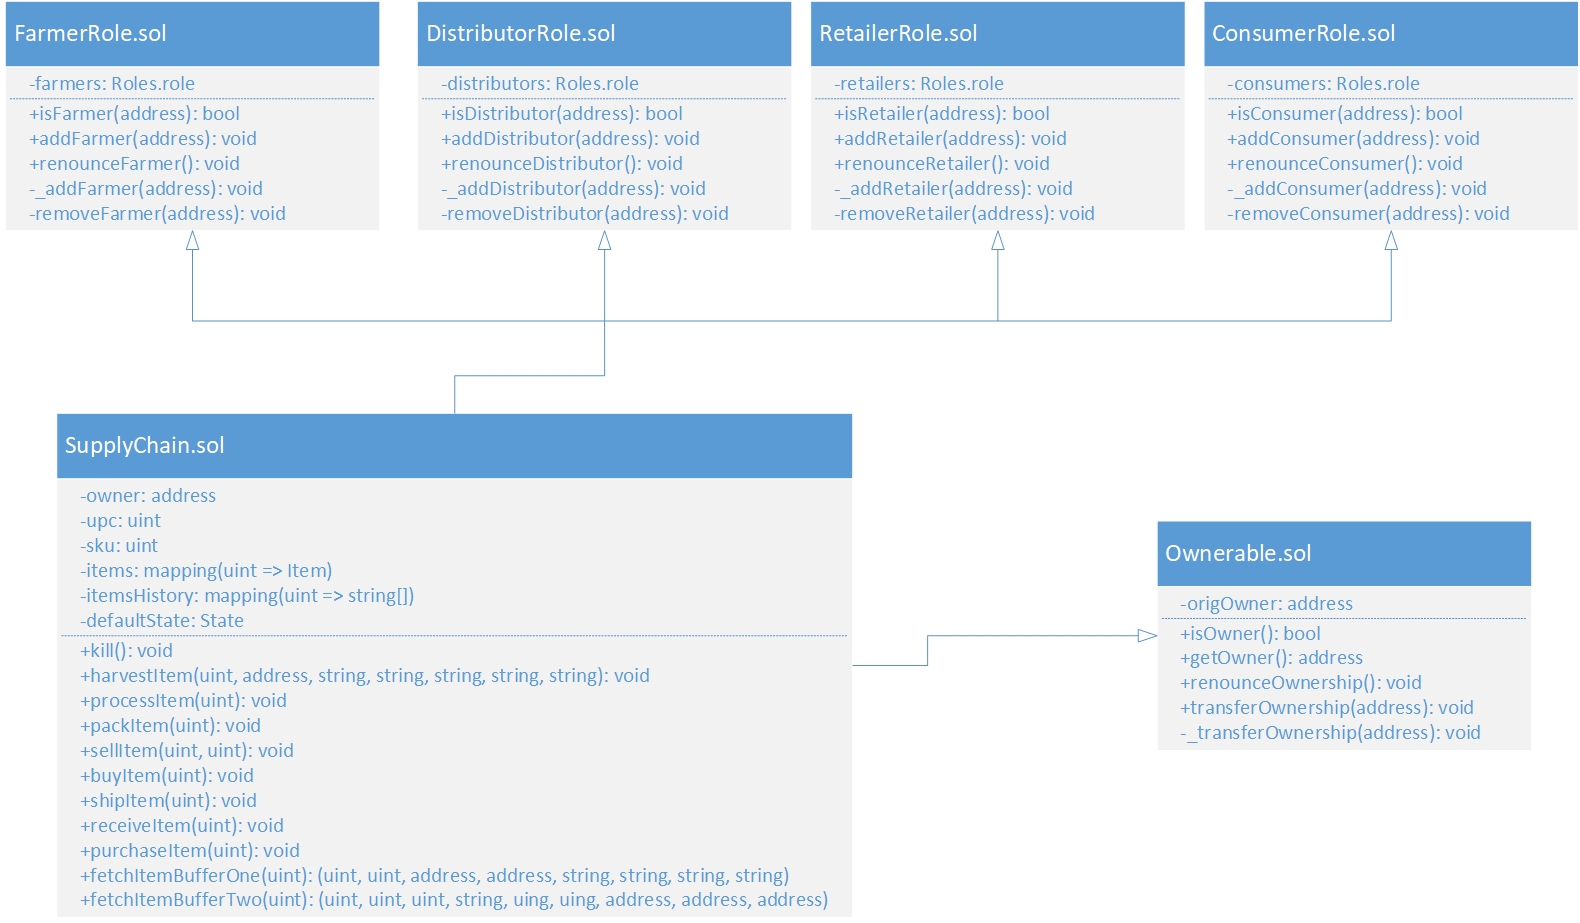 FarmerRole.sol
-farmers: Roles.role
+isFarmer(address): bool
+addFarmer(address): void
+renounceFarmer(): void
-_addFarmer(address): void
-removeFarmer(address): void
DistributorRole.sol
-distributors: Roles.role
+isDistributor(address): bool
+addDistributor(address): void
+renounceDistributor(): void
-_addDistributor(address): void
-removeDistributor(address): void
RetailerRole.sol
-retailers: Roles.role
+isRetailer(address): bool
+addRetailer(address): void
+renounceRetailer(): void
-_addRetailer(address): void
-removeRetailer(address): void
ConsumerRole.sol
-consumers: Roles.role
+isConsumer(address): bool
+addConsumer(address): void
+renounceConsumer(): void
-_addConsumer(address): void
-removeConsumer(address): void
SupplyChain.sol
-owner: address
-upc: uint
-sku: uint
-items: mapping(uint => Item)
-itemsHistory: mapping(uint => string[])
-defaultState: State
+kill(): void
+harvestItem(uint, address, string, string, string, string, string): void
+processItem(uint): void
+packItem(uint): void
+sellItem(uint, uint): void
+buyItem(uint): void
+shipItem(uint): void
+receiveItem(uint): void
+purchaseItem(uint): void
+fetchItemBufferOne(uint): (uint, uint, address, address, string, string, string, string)
+fetchItemBufferTwo(uint): (uint, uint, uint, string, uing, uing, address, address, address)
Ownerable.sol
-origOwner: address
+isOwner(): bool
+getOwner(): address
+renounceOwnership(): void
+transferOwnership(address): void
-_transferOwnership(address): void